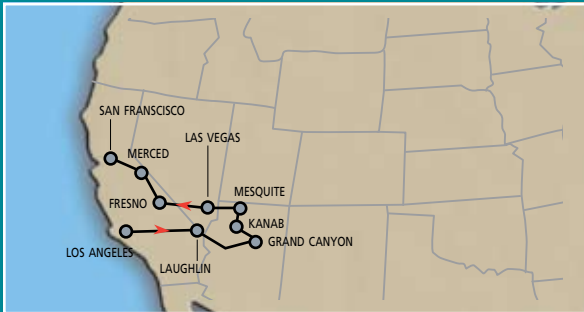 SAN FRANSCISCO
LAS VEGAS
MERCED
MESQUITE
FRESNO
KANAB
GRAND CANYON
LOS ANGELES
LAUGHLIN